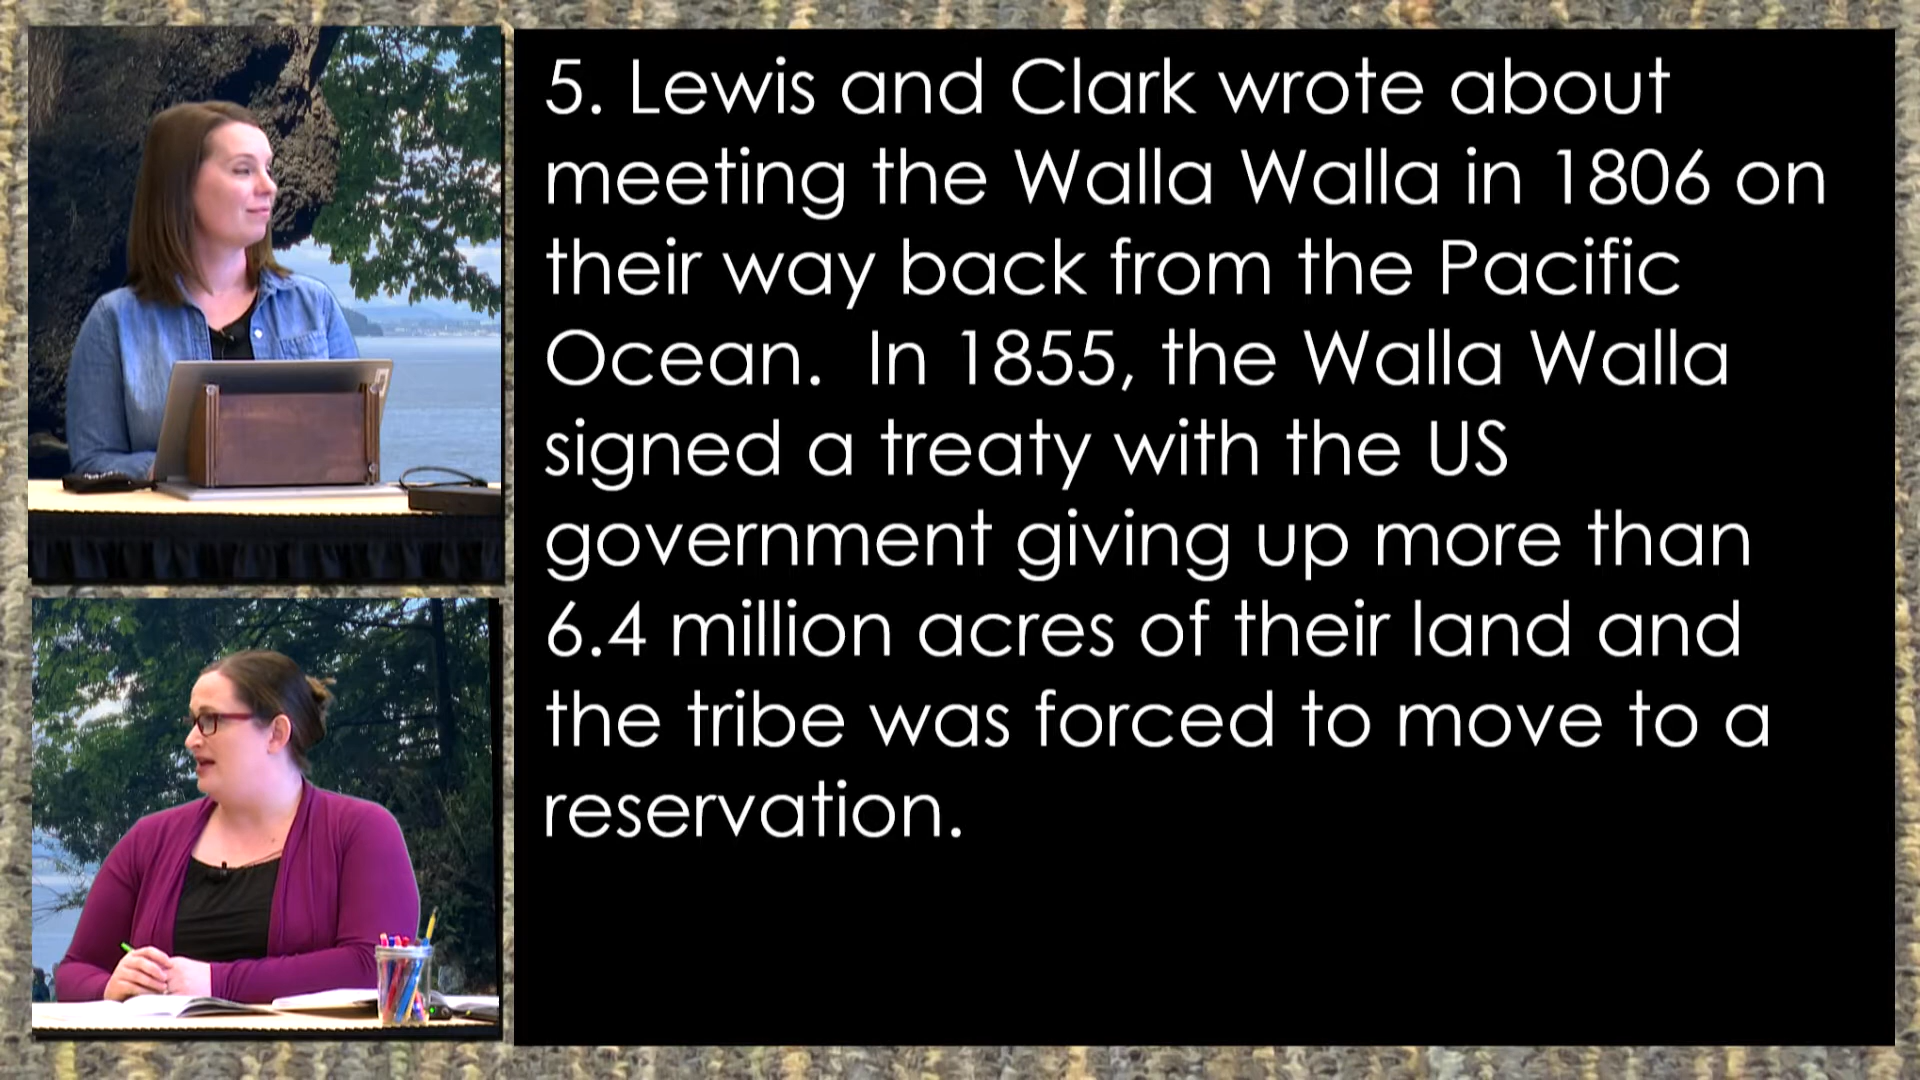 5. Lewis and Clark wrote about
meeting the Walla Walla in 1806 on
their way back from the Pacific
Ocean.  In 1855, the Walla Walla
signed a treaty with the US
government giving up more than
6.4 million acres of their land and
the tribe was forced to move to a
reservation.